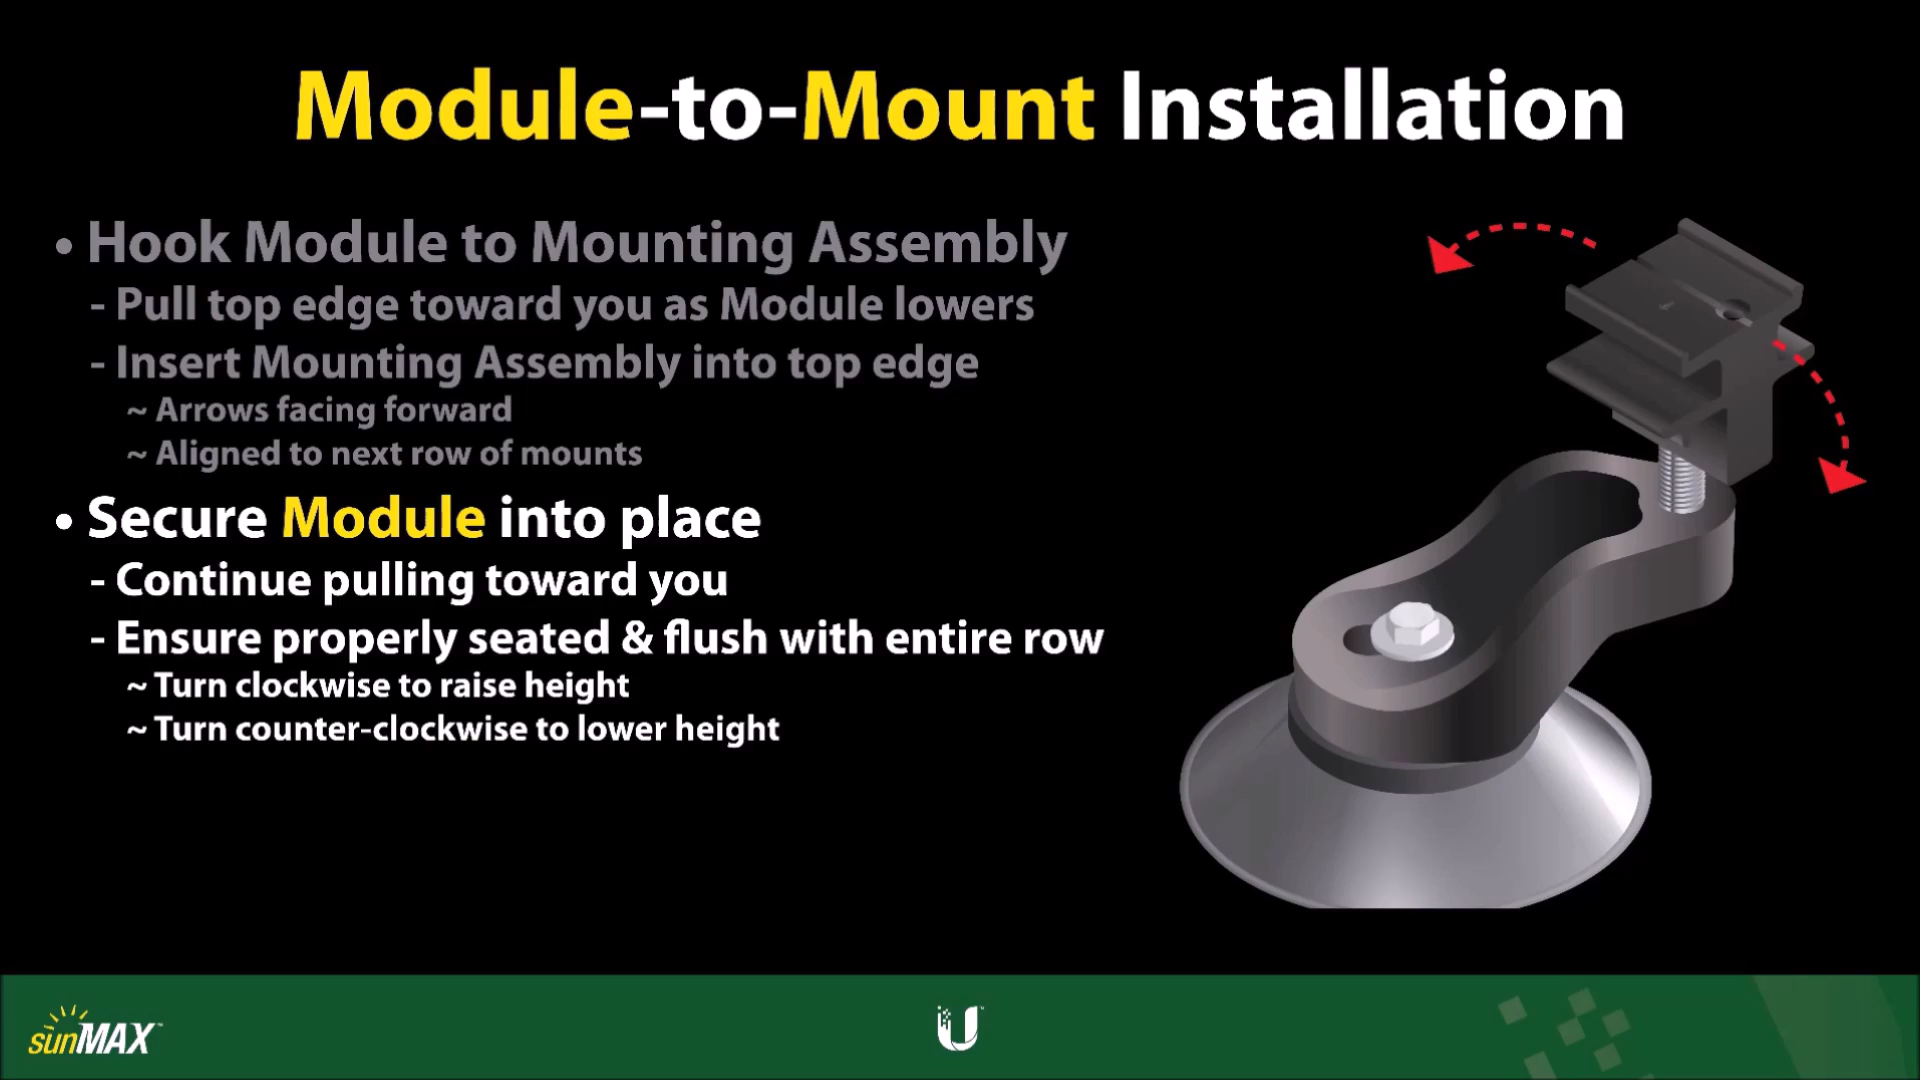 Module-to-Mount Installation
• Hook Module to Mounting Assembly
- Pull top edge toward you as Module lowers
- Insert Mounting Assembly into top edge
~ Arrows facing forward
~ Aligned to next row of mounts
• Secure Module into place
- Continue pulling toward you
- Ensure properly seated & flush with entire row
~ Turn clockwise to raise height
~ Turn counter-clockwise to lower height
sunMAX™
U™